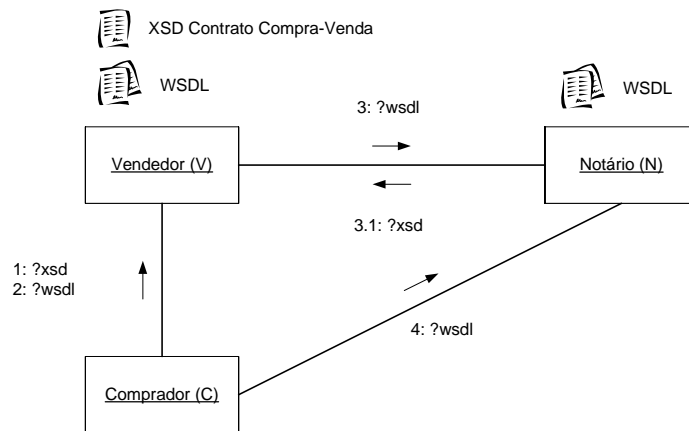 XSD Contrato Compra-Venda
WSDL
WSDL
3: ?wsdl
Vendedor (V)
Notário (N)
3.1: ?xsd
1: ?xsd
2: ?wsdl
4: ?wsdl
Comprador (C)